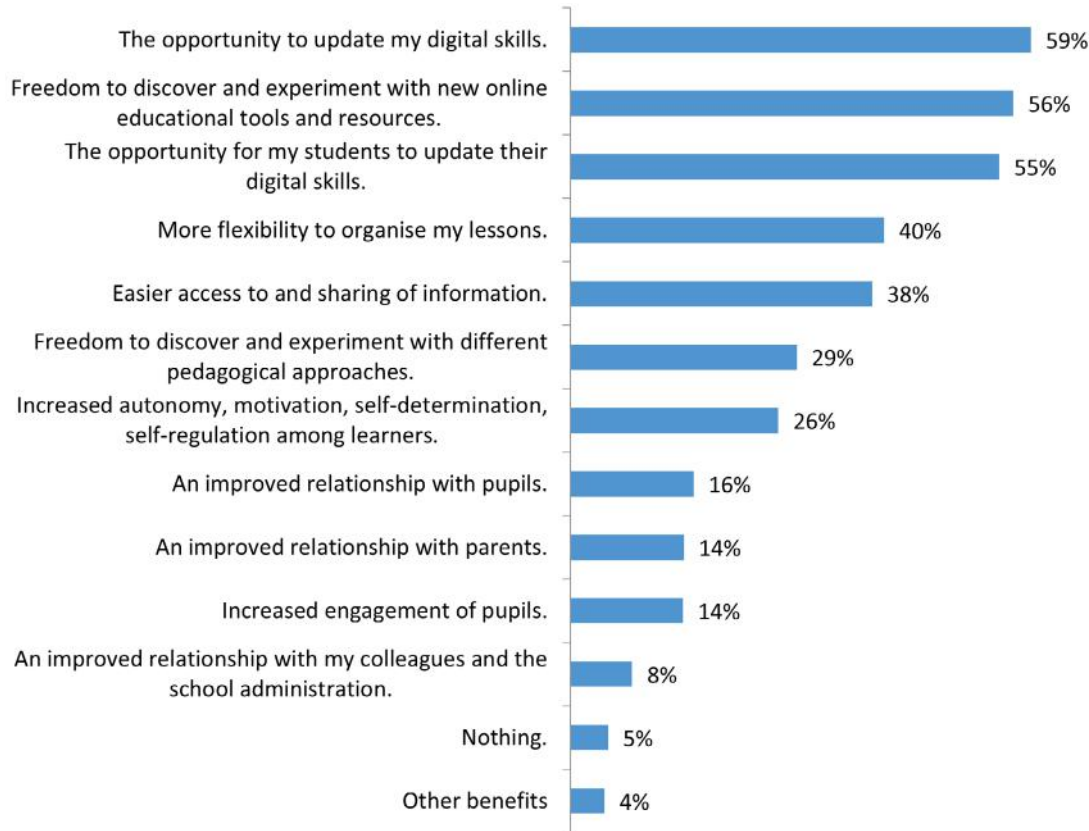 The opportunity to update my digital skills.
59%
Freedom to discover and experiment with new online
educational tools and resources.
56%
The opportunity for my students to update their
digital skills.
55%
More flexibility to organise my lessons.
40%
Easier access to and sharing of information.
38%
Freedom to discover and experiment with different
pedagogical approaches.
29%
Increased autonomy, motivation, self-determination,
self-regulation among learners.
26%
An improved relationship with pupils.
16%
An improved relationship with parents.
14%
Increased engagement of pupils.
14%
An improved relationship with my colleagues and the
school administration.
8%
Nothing.
5%
Other benefits
4%